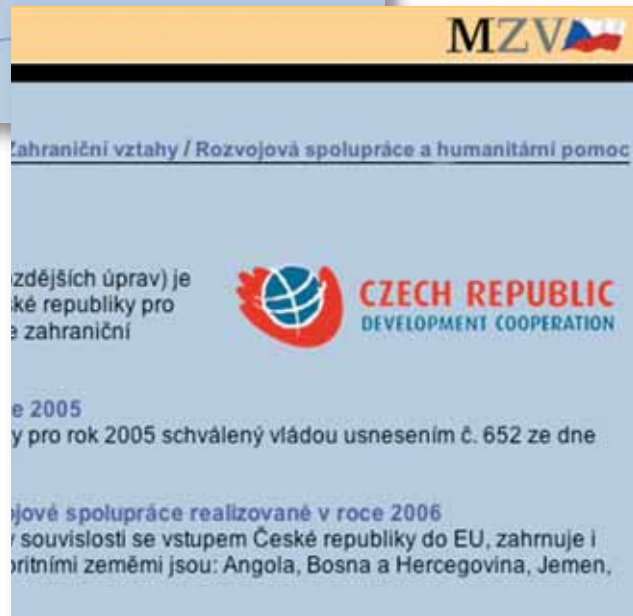 MZV
Zahraniční vztahy / Rozvojová spolupráce a humanitární pomoc
zdějších úprav) je
ké republiky pro
e zahraniční
CZECH REPUBLIC
DEVELOPMENT COOPERATION
e 2005
y pro rok 2005 schválený vládou usnesením č. 652 ze dne
jové spolupráce realizované v roce 2006
souvislosti se vstupem České republiky do EU, zahrnuje i
oritními zeměmi jsou: Angola, Bosna a Hercegovina, Jemen,